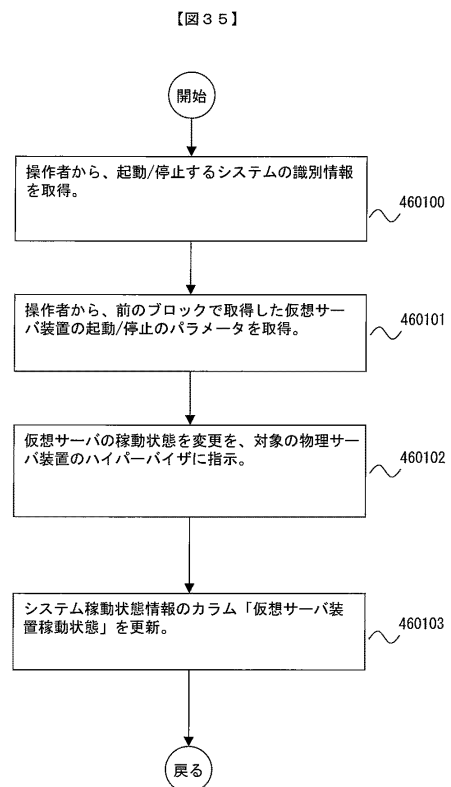 【図３５】
開始
操作者から、起動/停止するシステムの識別情報
を取得。
460100
操作者から、前のブロックで取得した仮想サー
バ装置の起動/停止のパラメータを取得。
460101
仮想サーバの稼動状態を変更を、対象の物理サー
バ装置のハイパーバイザに指示。
460102
システム稼動状態情報のカラム「仮想サーバ装
置稼動状態」を更新。
460103
戻る